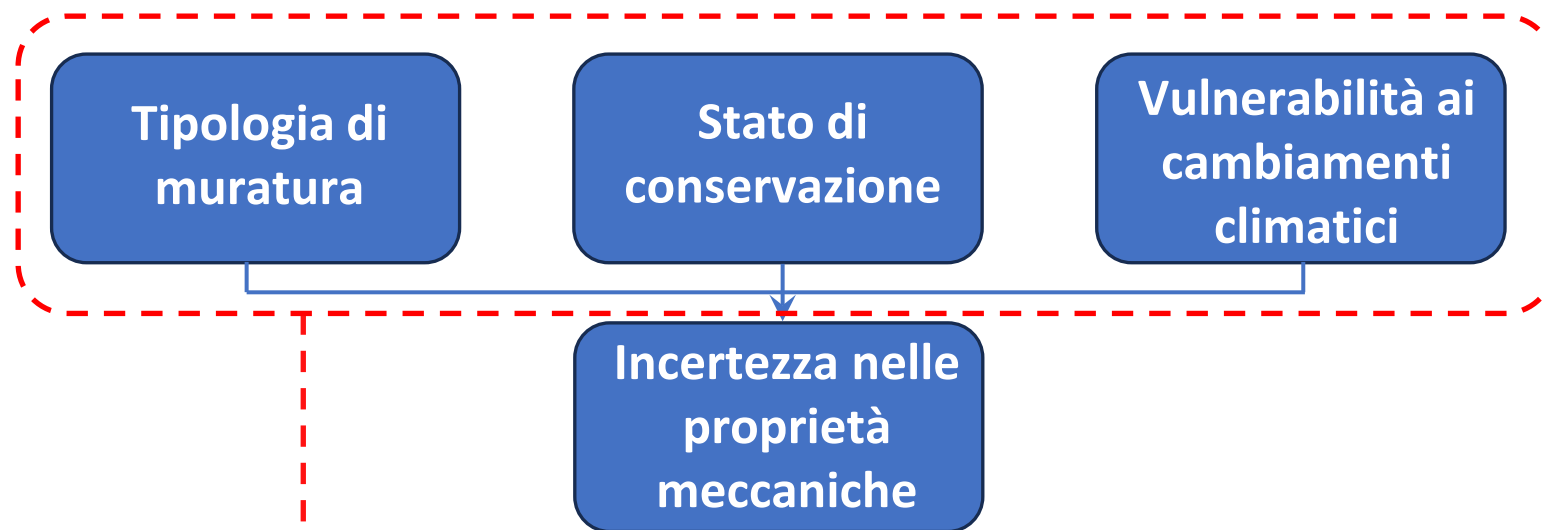 Tipologia di
muratura
Stato di
conservazione
Vulnerabilità ai
cambiamenti
climatici
Incertezza nelle
proprietà
meccaniche